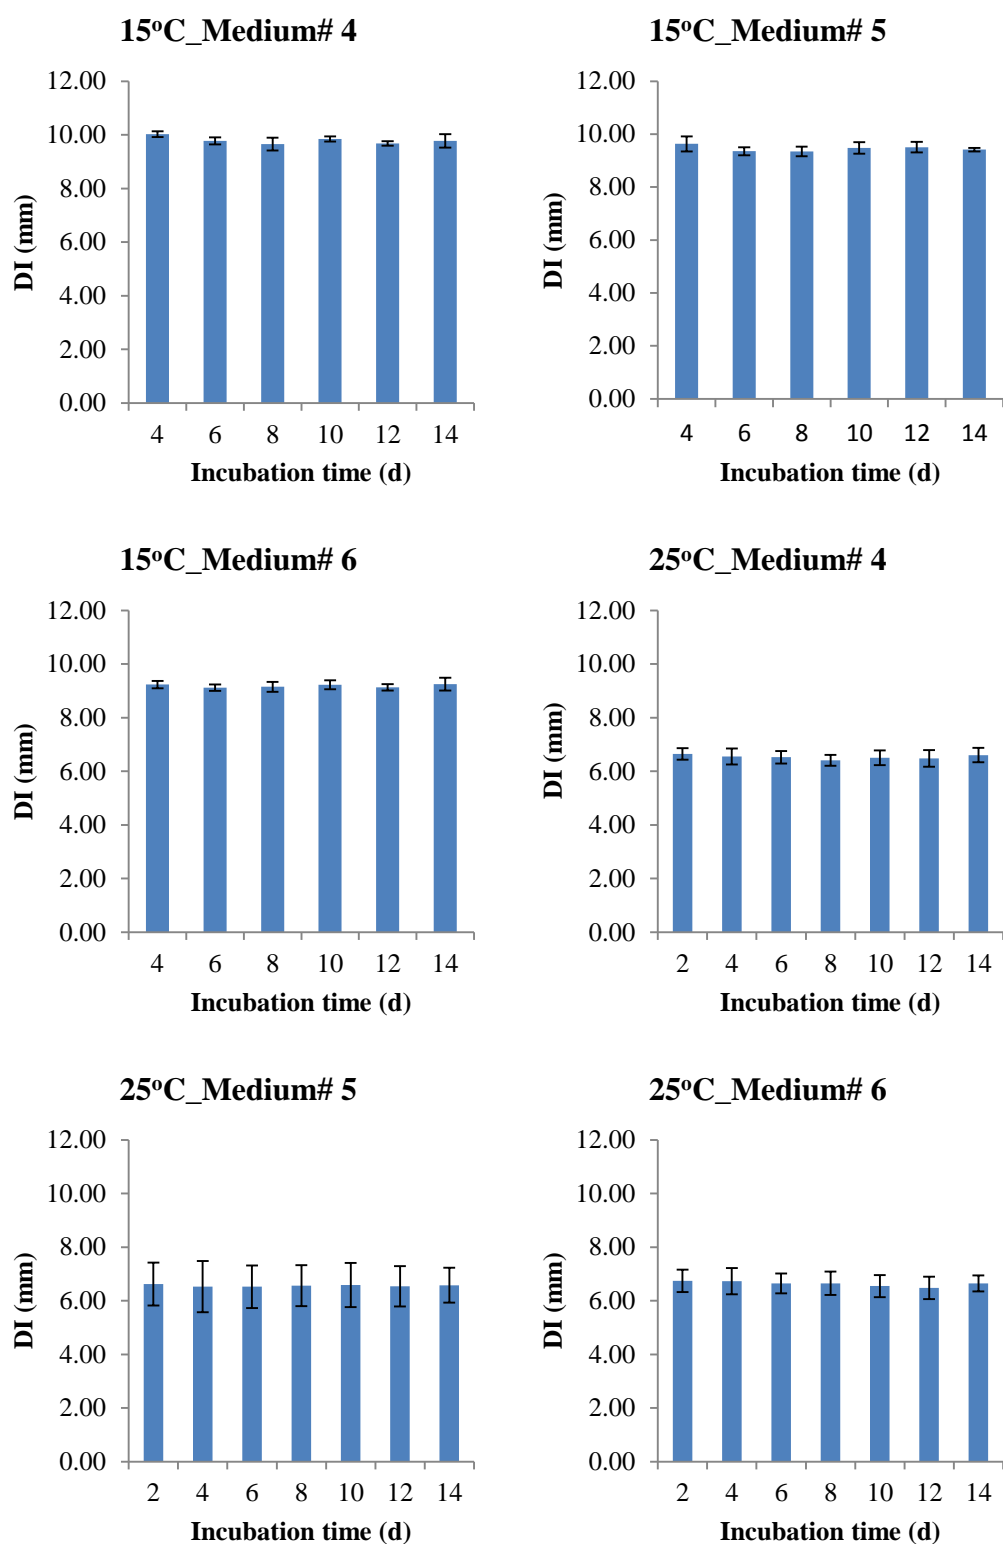 15°C_Medium# 4
12.00
10.00
8.00
6.00
4.00
2.00
0.00
DI (mm)
4 6 8 10 12 14
Incubation time (d)
15°C_Medium# 5
12.00
10.00
8.00
6.00
4.00
2.00
0.00
DI (mm)
4 6 8 10 12 14
Incubation time (d)
15°C_Medium# 6
12.00
10.00
8.00
6.00
4.00
2.00
0.00
DI (mm)
4 6 8 10 12 14
Incubation time (d)
25°C_Medium# 4
12.00
10.00
8.00
6.00
4.00
2.00
0.00
DI (mm)
2 4 6 8 10 12 14
Incubation time (d)
25°C_Medium# 5
12.00
10.00
8.00
6.00
4.00
2.00
0.00
DI (mm)
2 4 6 8 10 12 14
Incubation time (d)
25°C_Medium# 6
12.00
10.00
8.00
6.00
4.00
2.00
0.00
DI (mm)
2 4 6 8 10 12 14
Incubation time (d)